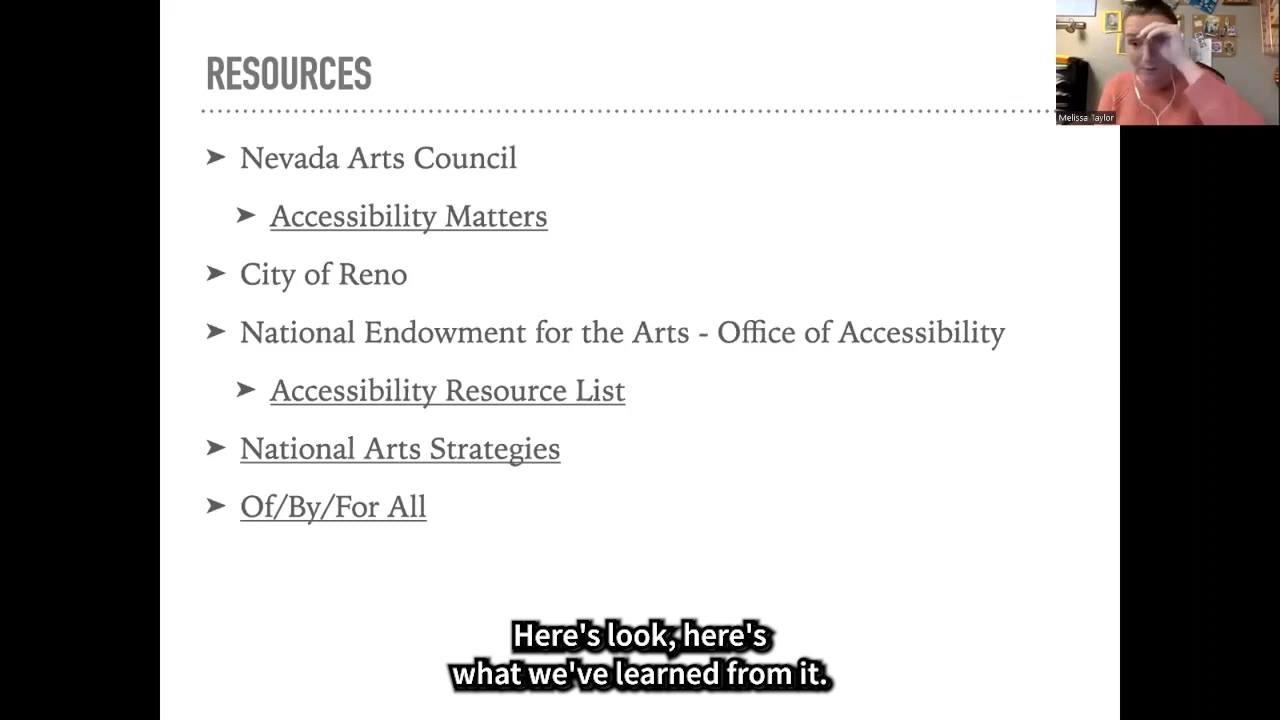 RESOURCES
Melissa Taylor
➤ Nevada Arts Council
➤ Accessibility Matters
➤ City of Reno
➤ National Endowment for the Arts - Office of Accessibility
➤ Accessibility Resource List
➤ National Arts Strategies
➤ Of/By/For All
Here's look, here's
what we've learned from it.